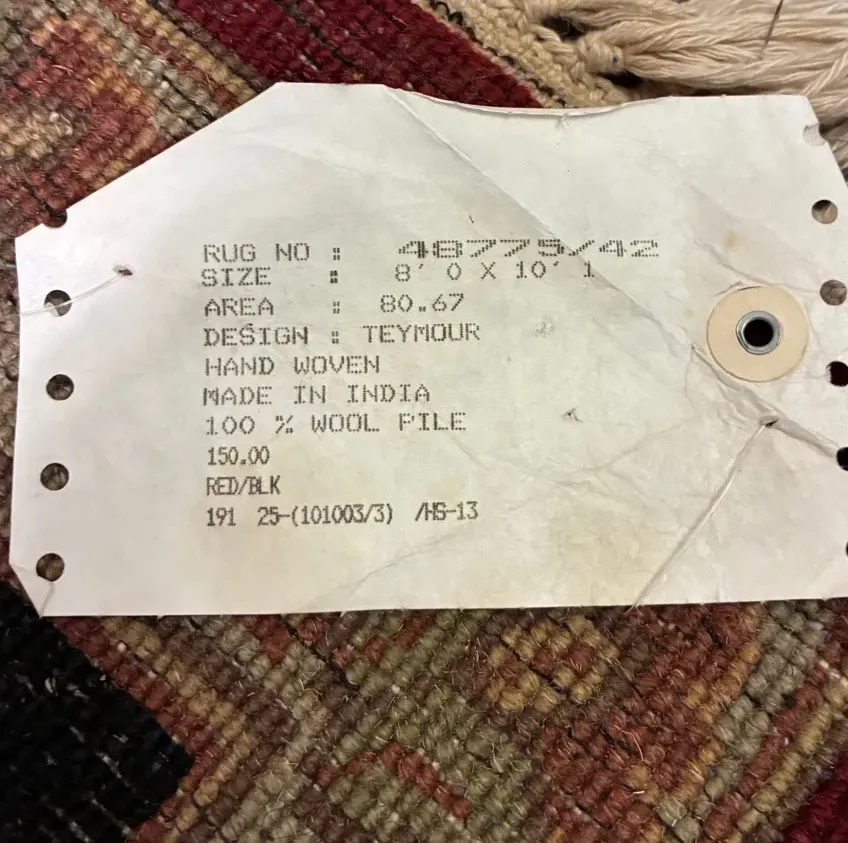 RUG NO : 48779/42
SIZE : 8' 0 X 10' 1
AREA : 80.67
DESIGN : TEYMOUR
HAND WOVEN
MADE IN INDIA
100 % WOOL PILE
150.00
RED/BLK
191 25-(101003/3) /HS-13